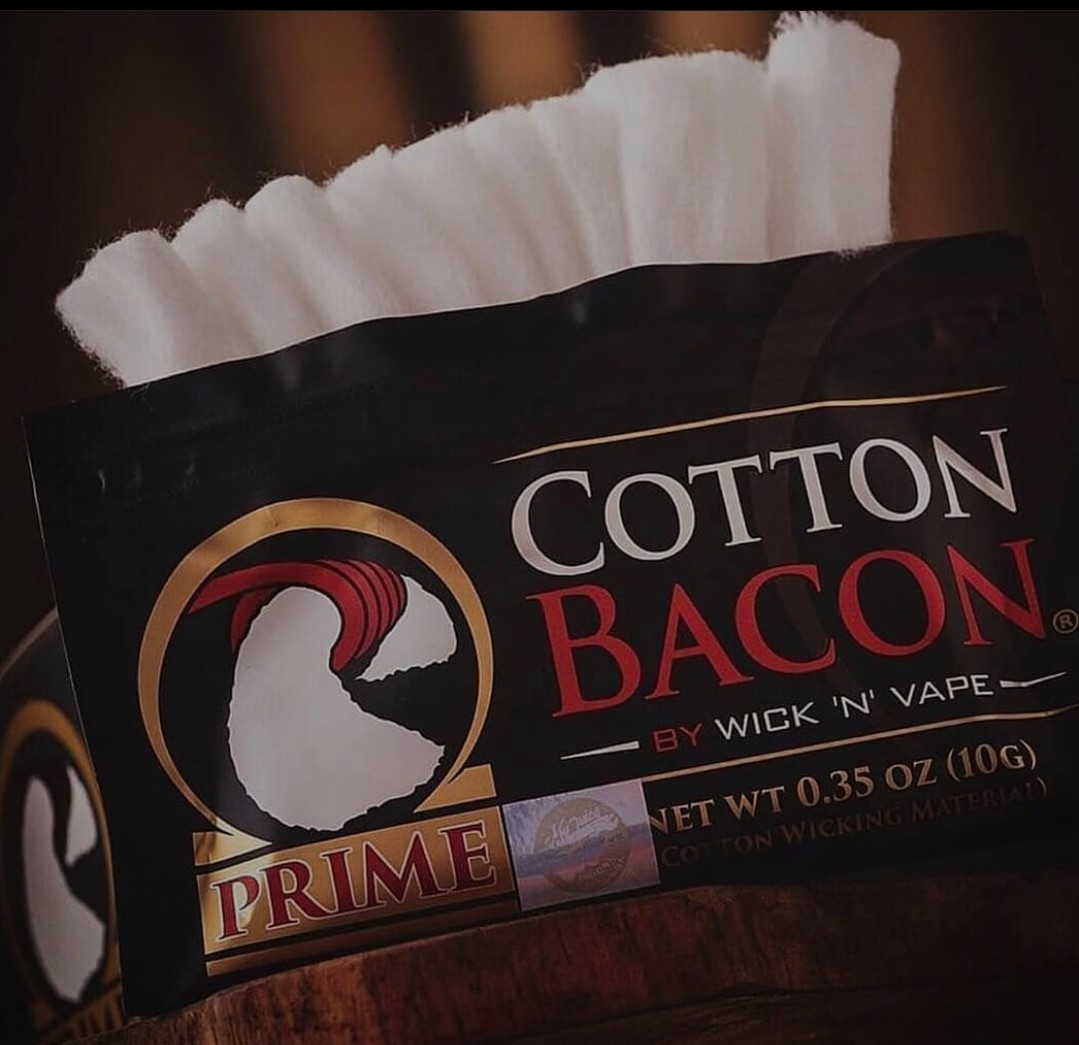 COTTON
BACON®
BY WICK 'N' VAPE
NET WT 0.35 OZ (10G)
COTTON WICKING MATERIAL)
PRIME